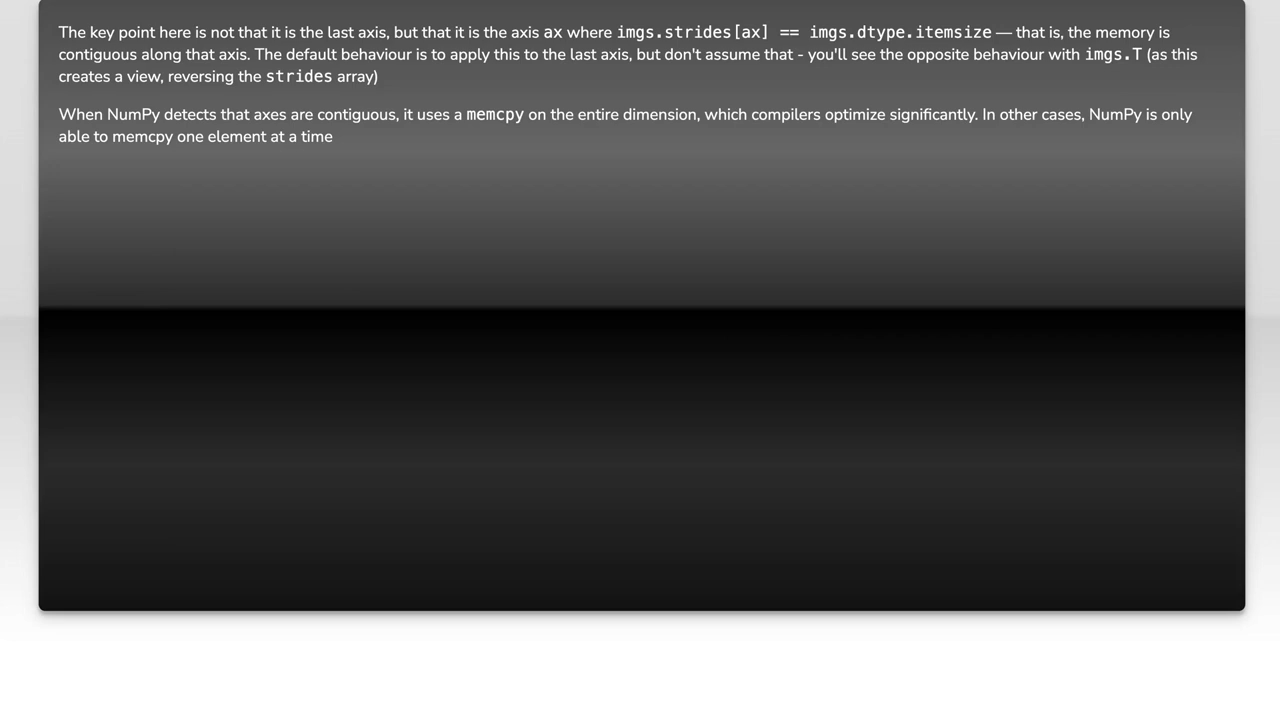 The key point here is not that it is the last axis, but that it is the axis ax where imgs.strides[ax] == imgs.dtype.itemsize — that is, the memory is
contiguous along that axis. The default behaviour is to apply this to the last axis, but don't assume that - you'll see the opposite behaviour with imgs.T (as this
creates a view, reversing the strides array)
When NumPy detects that axes are contiguous, it uses a memcpy on the entire dimension, which compilers optimize significantly. In other cases, NumPy is only
able to memcpy one element at a time